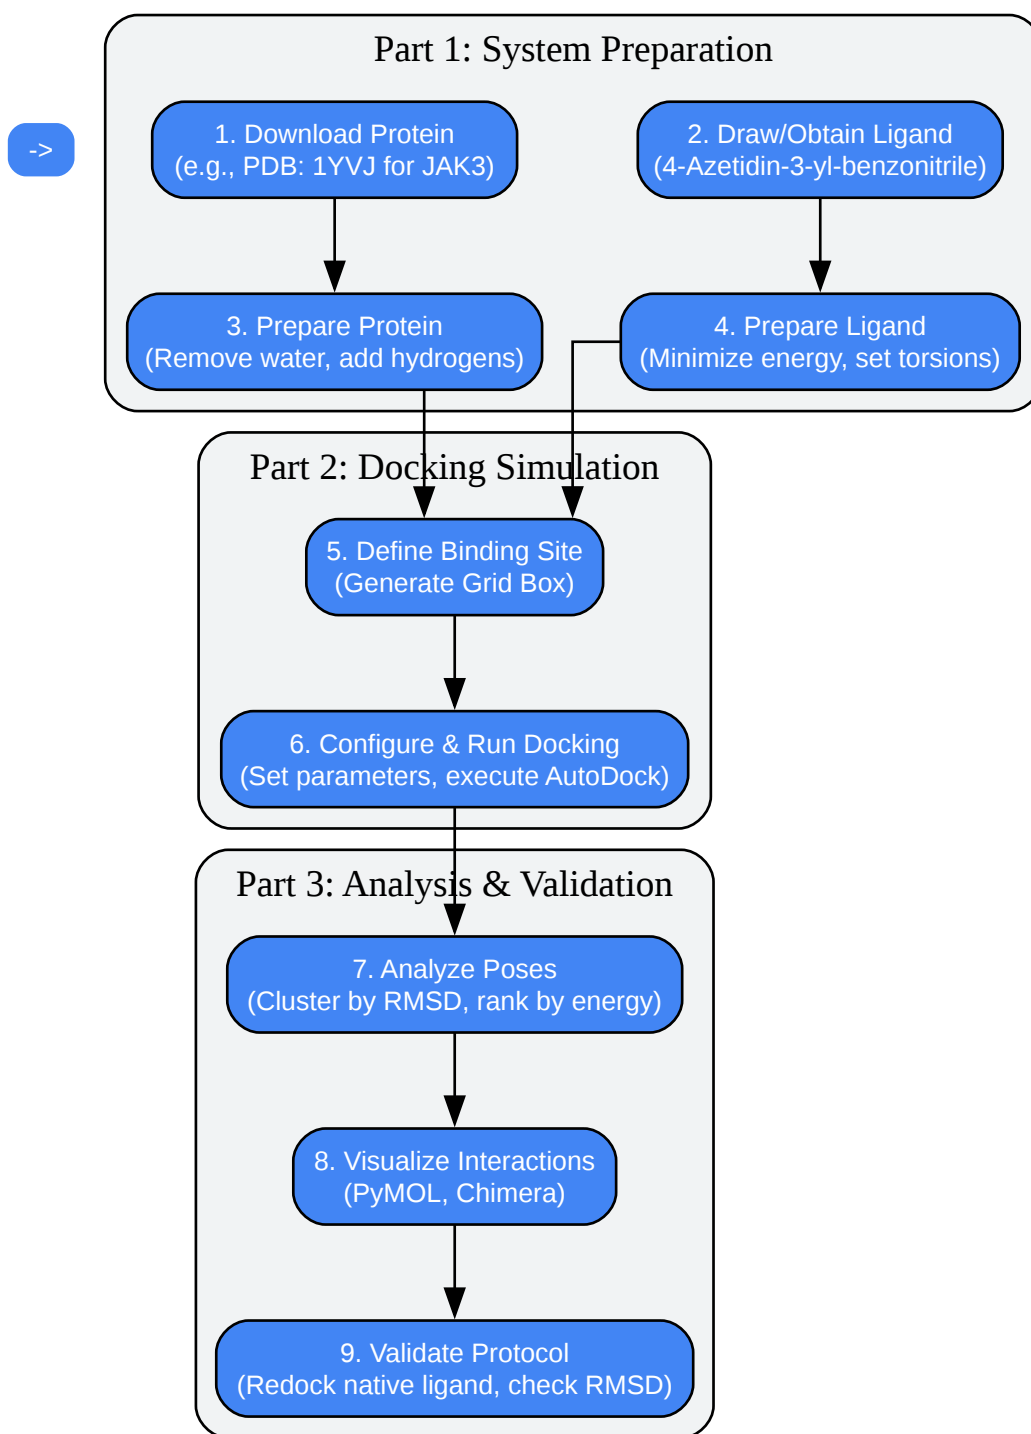 Part 1: System Preparation
->
1. Download Protein
(e.g., PDB: 1YVJ for JAK3)
2. Draw/Obtain Ligand
(4-Azetidin-3-yl-benzonitrile)
3. Prepare Protein
(Remove water, add hydrogens)
4. Prepare Ligand
(Minimize energy, set torsions)
Part 2: Docking Simulation
5. Define Binding Site
(Generate Grid Box)
6. Configure & Run Docking
(Set parameters, execute AutoDock)
Part 3: Analysis & Validation
7. Analyze Poses
(Cluster by RMSD, rank by energy)
8. Visualize Interactions
(PyMOL, Chimera)
9. Validate Protocol
(Redock native ligand, check RMSD)